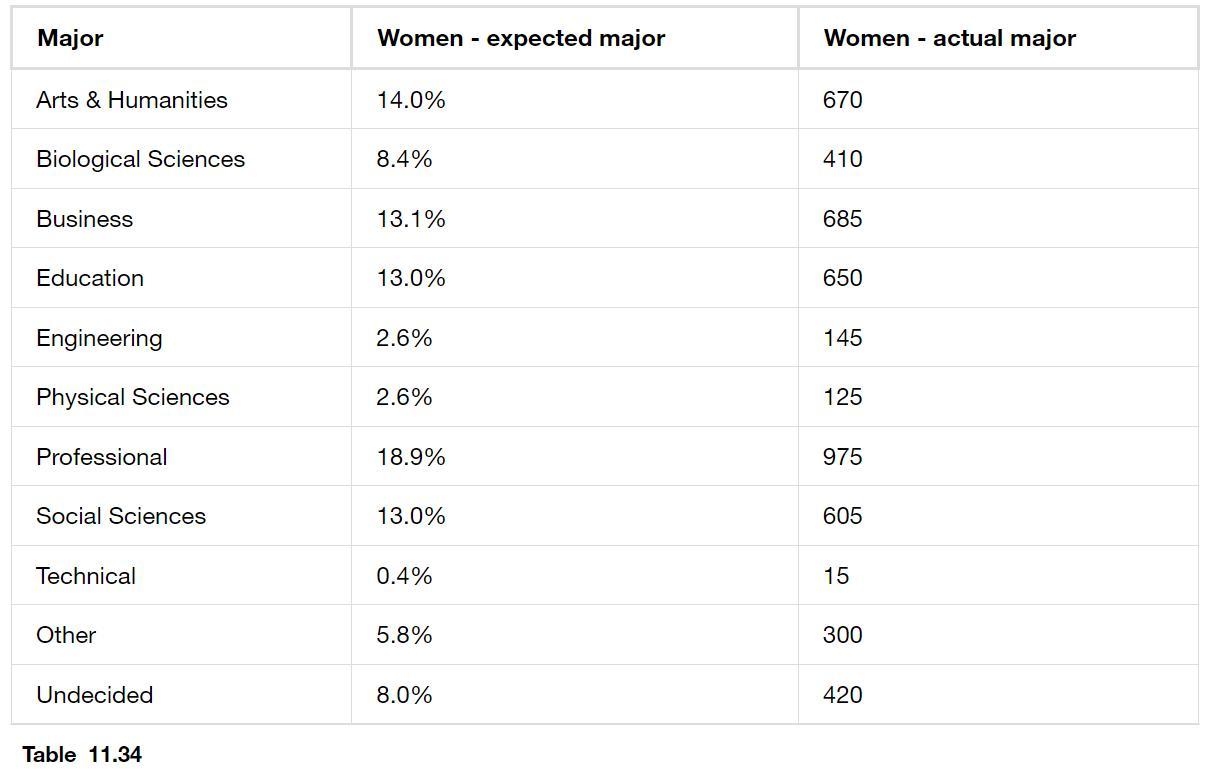 Major Women - expected major Women - actual major
Arts & Humanities 14.0% 670
Biological Sciences 8.4% 410
Business 13.1% 685
Education 13.0% 650
Engineering 2.6% 145
Physical Sciences 2.6% 125
Professional 18.9% 975
Social Sciences 13.0% 605
Technical 0.4% 15
Other 5.8% 300
Undecided 8.0% 420
Table 11.34